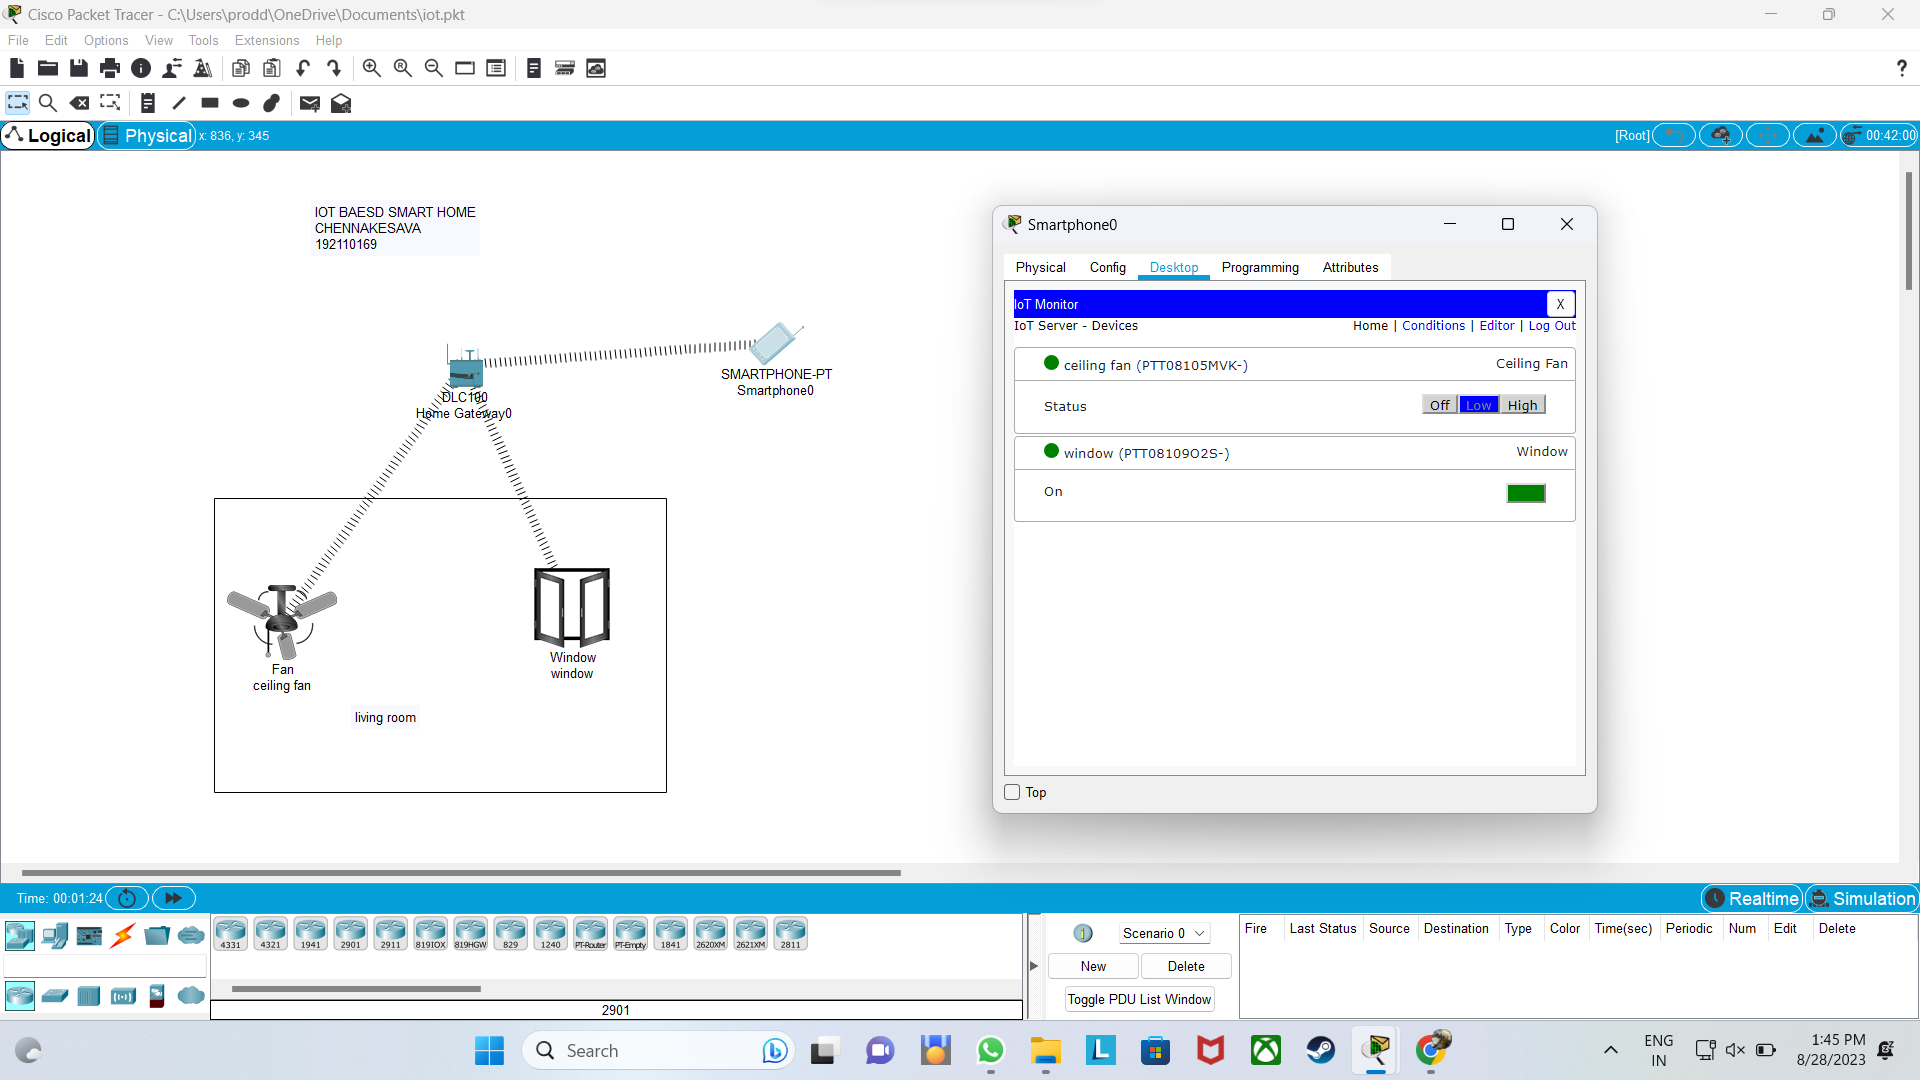 Cisco Packet Tracer - C:\Users\prodd\OneDrive\Documents\iot.pkt
File Edit Options View Tools Extensions Help
?
Logical Physical x: 836, y: 345 [Root] 00:42:00
IOT BAESD SMART HOME
CHENNAKESAVA
192110169
DLC100
Home Gateway0
SMARTPHONE-PT
Smartphone0
Fan
ceiling fan
Window
window
living room
Smartphone0
Physical Config Desktop Programming Attributes
IoT Monitor X
IoT Server - Devices Home | Conditions | Editor | Log Out
ceiling fan (PTT08105MVK-) Ceiling Fan
Status Off Low High
window (PTT08109O2S-) Window
On
Top
Time: 00:01:24 Realtime Simulation
4331 4321 1941 2901 2911 819IOX 819HGW 829 1240 PT-Router PT-Empty 1841 2620XM 2621XM 2811
2901
1 Scenario 0
New Delete
Toggle PDU List Window
Fire Last Status Source Destination Type Color Time(sec) Periodic Num Edit Delete
Search
L
ENG
IN
1:45 PM
8/28/2023